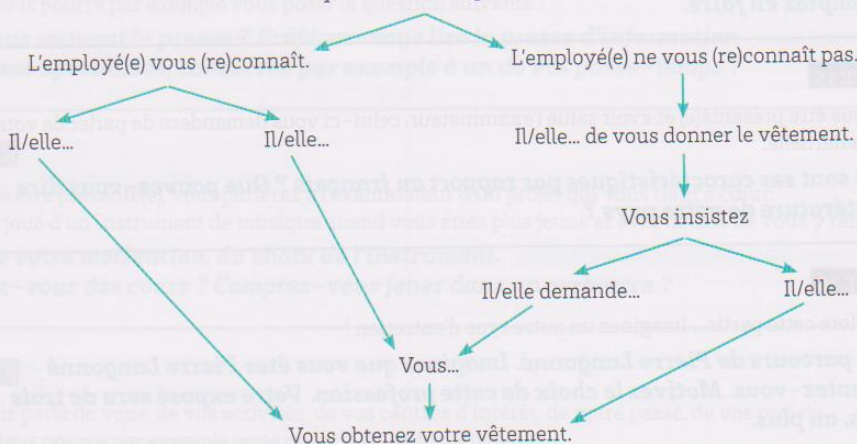 L'employé(e) vous (re)connaît.
L'employé(e) ne vous (re)connaît pas.
Il/elle...
Il/elle...
Il/elle... de vous donner le vêtement.
Vous insistez
Il/elle demande...
Il/elle...
Vous...
Vous obtenez votre vêtement.